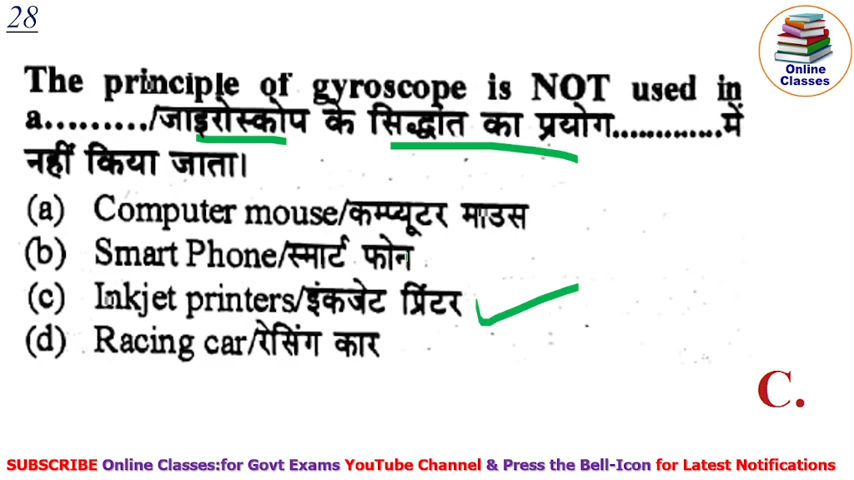 28
Online
Classes
The principle of gyroscope is NOT used in
a........../जाइरोस्कोप के सिद्धांत का प्रयोग.............में
नहीं किया जाता।
(a) Computer mouse/कम्प्यूटर माउस
(b) Smart Phone/स्मार्ट फोन
(c) Inkjet printers/इंकजेट प्रिंटर
(d) Racing car/रेसिंग कार
C.
SUBSCRIBE Online Classes:for Govt Exams YouTube Channel & Press the Bell-Icon for Latest Notifications